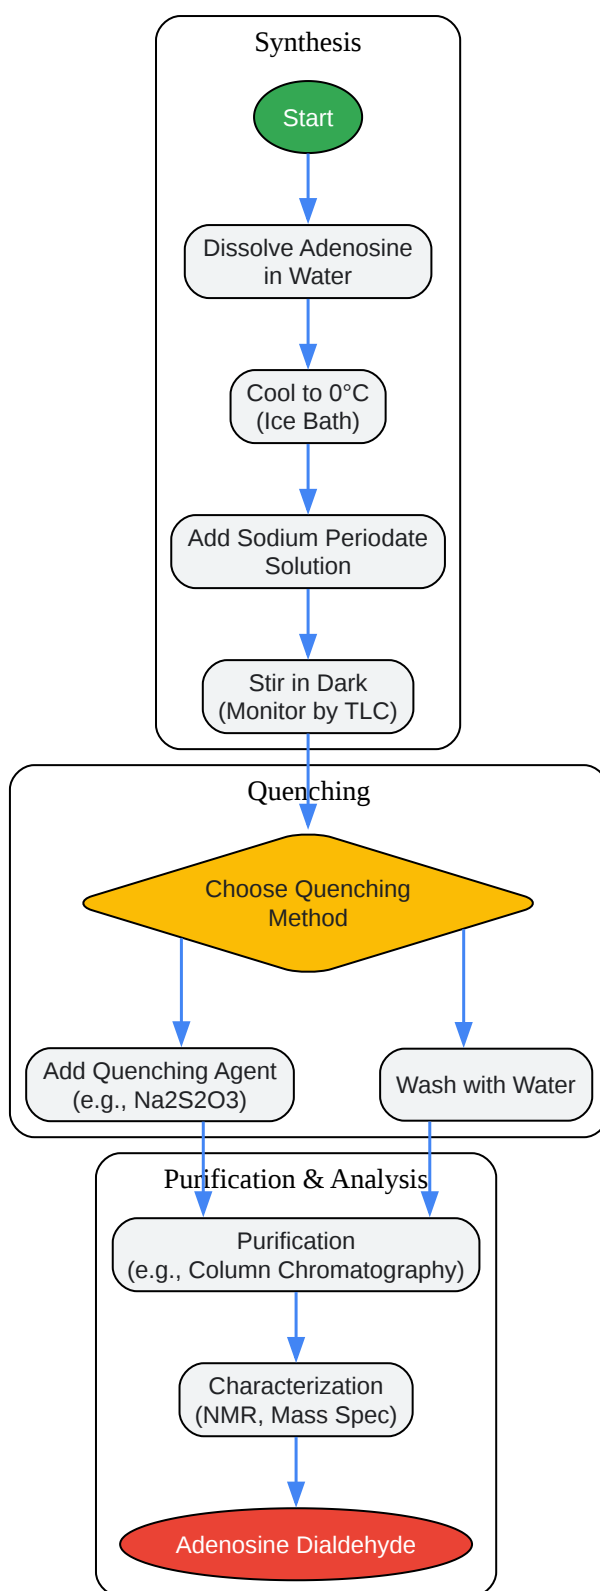 Synthesis
Start
Dissolve Adenosine
in Water
Cool to 0°C
(Ice Bath)
Add Sodium Periodate
Solution
Stir in Dark
(Monitor by TLC)
Quenching
Choose Quenching
Method
Add Quenching Agent
(e.g., Na2S2O3)
Wash with Water
Purification & Analysis
Purification
(e.g., Column Chromatography)
Characterization
(NMR, Mass Spec)
Adenosine Dialdehyde